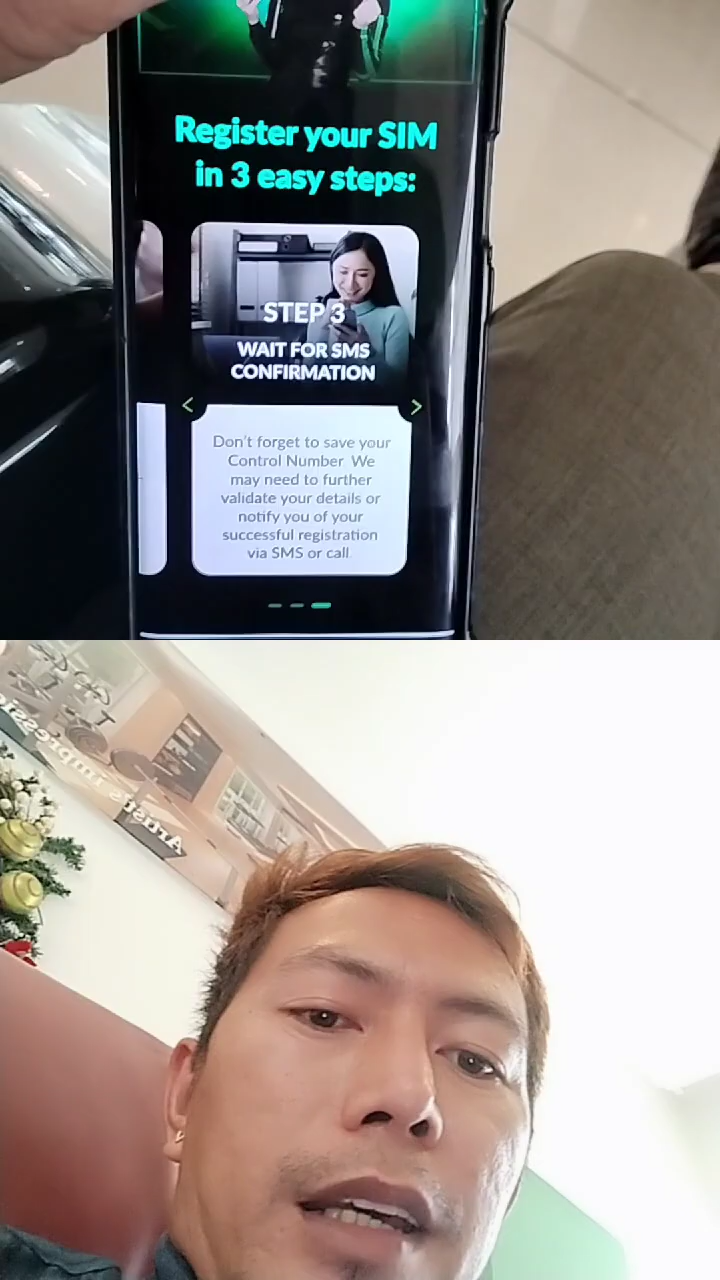 Register your SIM
in 3 easy steps:
STEP 3
WAIT FOR SMS
CONFIRMATION
Don't forget to save your
Control Number. We
may need to further
validate your details or
notify you of your
successful registration
via SMS or call.
Artist's Impressio